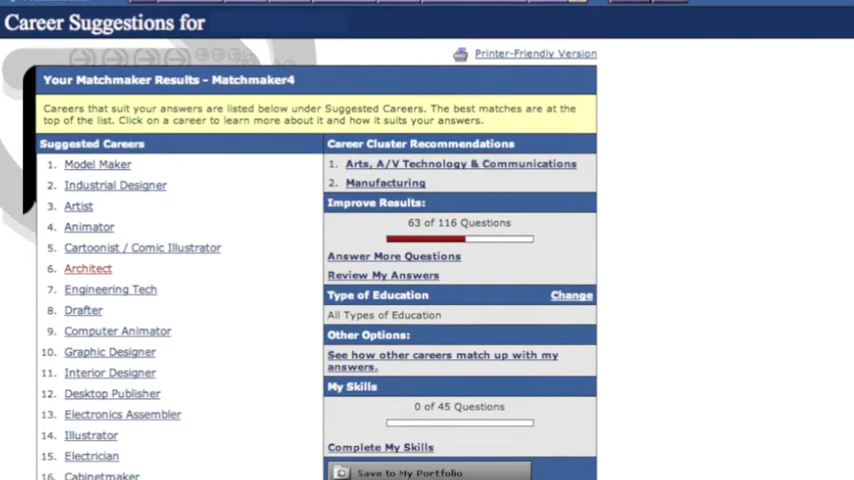 Career Suggestions for
Printer-Friendly Version
Your Matchmaker Results - Matchmaker4
Careers that suit your answers are listed below under Suggested Careers. The best matches are at the
top of the list. Click on a career to learn more about it and how it suits your answers.
Suggested Careers
1. Model Maker
2. Industrial Designer
3. Artist
4. Animator
5. Cartoonist / Comic Illustrator
6. Architect
7. Engineering Tech
8. Drafter
9. Computer Animator
10. Graphic Designer
11. Interior Designer
12. Desktop Publisher
13. Electronics Assembler
14. Illustrator
15. Electrician
16. Cabinetmaker
Career Cluster Recommendations
1. Arts, A/V Technology & Communications
2. Manufacturing
Improve Results:
63 of 116 Questions
Answer More Questions
Review My Answers
Type of Education
Change
All Types of Education
Other Options:
See how other careers match up with my
answers.
My Skills
0 of 45 Questions
Complete My Skills
Save to My Portfolio